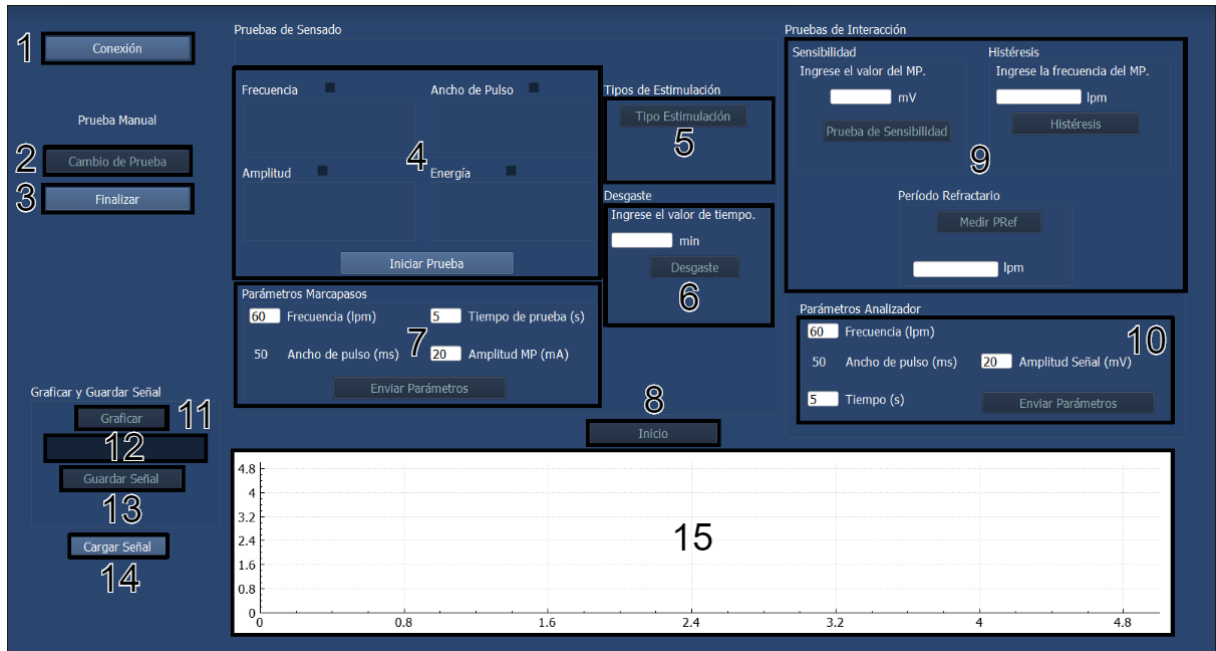 1
Conexión
Prueba Manual
2
Cambio de Prueba
3
Finalizar
Pruebas de Sensado
Frecuencia
Ancho de Pulso
4
Amplitud
Energía
Iniciar Prueba
Tipos de Estimulación
Tipo Estimulación
5
Desgaste
Ingrese el valor de tiempo.
min
Desgaste
6
Parámetros Marcapasos
60 Frecuencia (lpm)
5 Tiempo de prueba (s)
7
50 Ancho de pulso (ms)
20 Amplitud MP (mA)
Enviar Parámetros
Pruebas de Interacción
Sensibilidad
Ingrese el valor del MP.
mV
Prueba de Sensibilidad
Histéresis
Ingrese la frecuencia del MP.
lpm
Histéresis
9
Período Refractario
Medir PRef
lpm
Parámetros Analizador
60 Frecuencia (lpm)
10
50 Ancho de pulso (ms)
20 Amplitud Señal (mV)
5 Tiempo (s)
Enviar Parámetros
8
Inicio
Graficar y Guardar Señal
Graficar
11
12
Guardar Señal
13
Cargar Señal
14
4.8
4
3.2
2.4
1.6
0.8
0
15
0 0.8 1.6 2.4 3.2 4 4.8